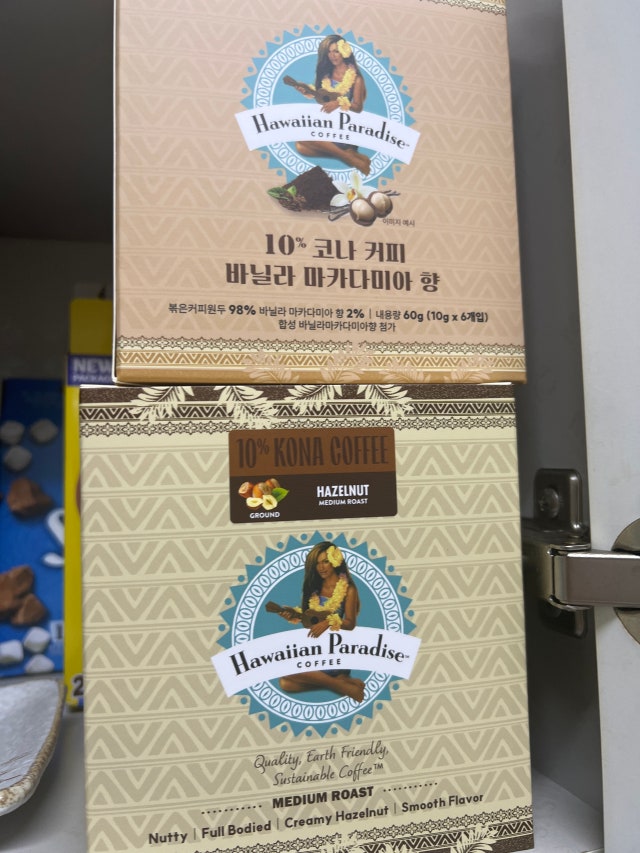 Hawaiian Paradise™
COFFEE
이미지 예시
10% 코나 커피
바닐라 마카다미아 향
볶은커피원두 98% 바닐라 마카다미아 향 2% | 내용량 60g (10g x 6개입)
합성 바닐라마카다미아향 첨가
NEW
10% KONA COFFEE
HAZELNUT
MEDIUM ROAST
GROUND
Hawaiian Paradise™
COFFEE
Quality, Earth Friendly,
Sustainable Coffee™
MEDIUM ROAST
Nutty | Full Bodied | Creamy Hazelnut | Smooth Flavor